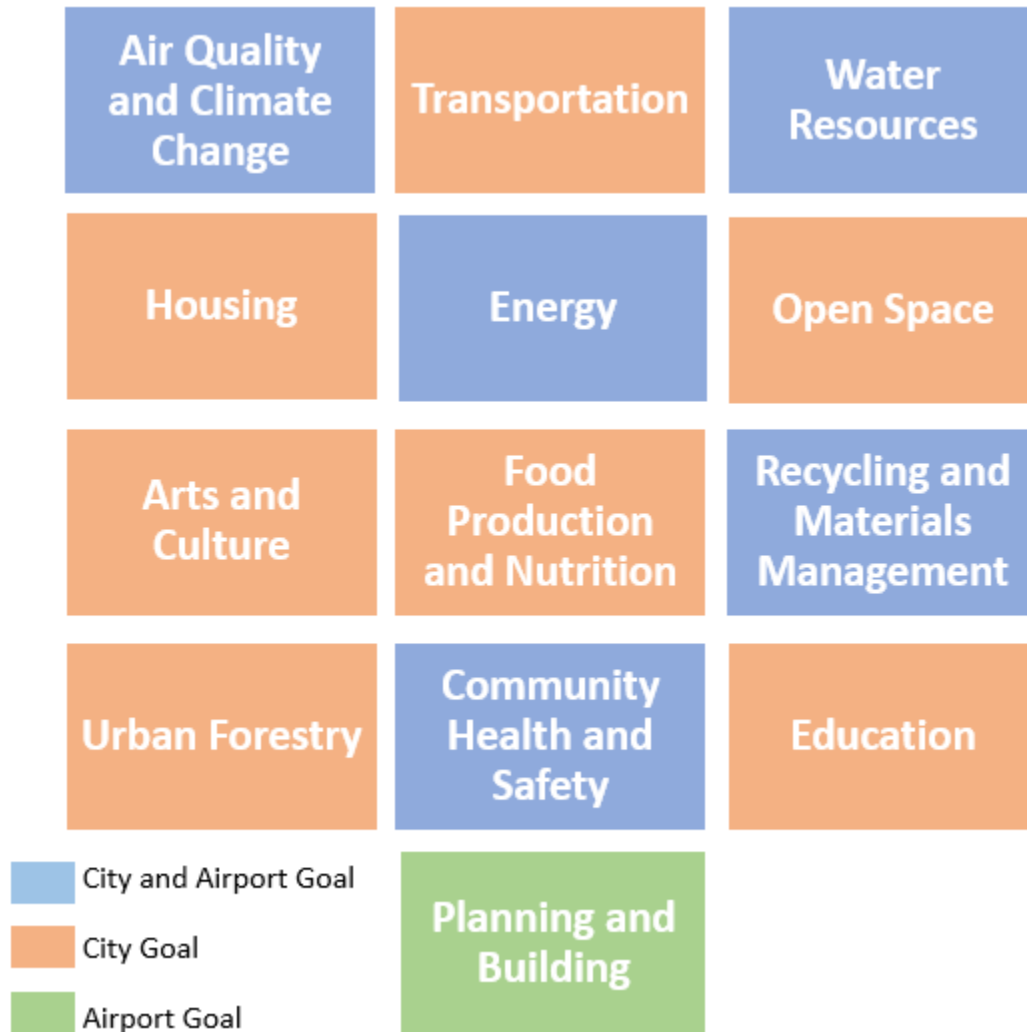 Air Quality
and Climate
Change
Transportation
Water
Resources
Housing
Energy
Open Space
Arts and
Culture
Food
Production
and Nutrition
Recycling and
Materials
Management
Urban Forestry
Community
Health and
Safety
Education
City and Airport Goal
City Goal
Airport Goal
Planning and
Building